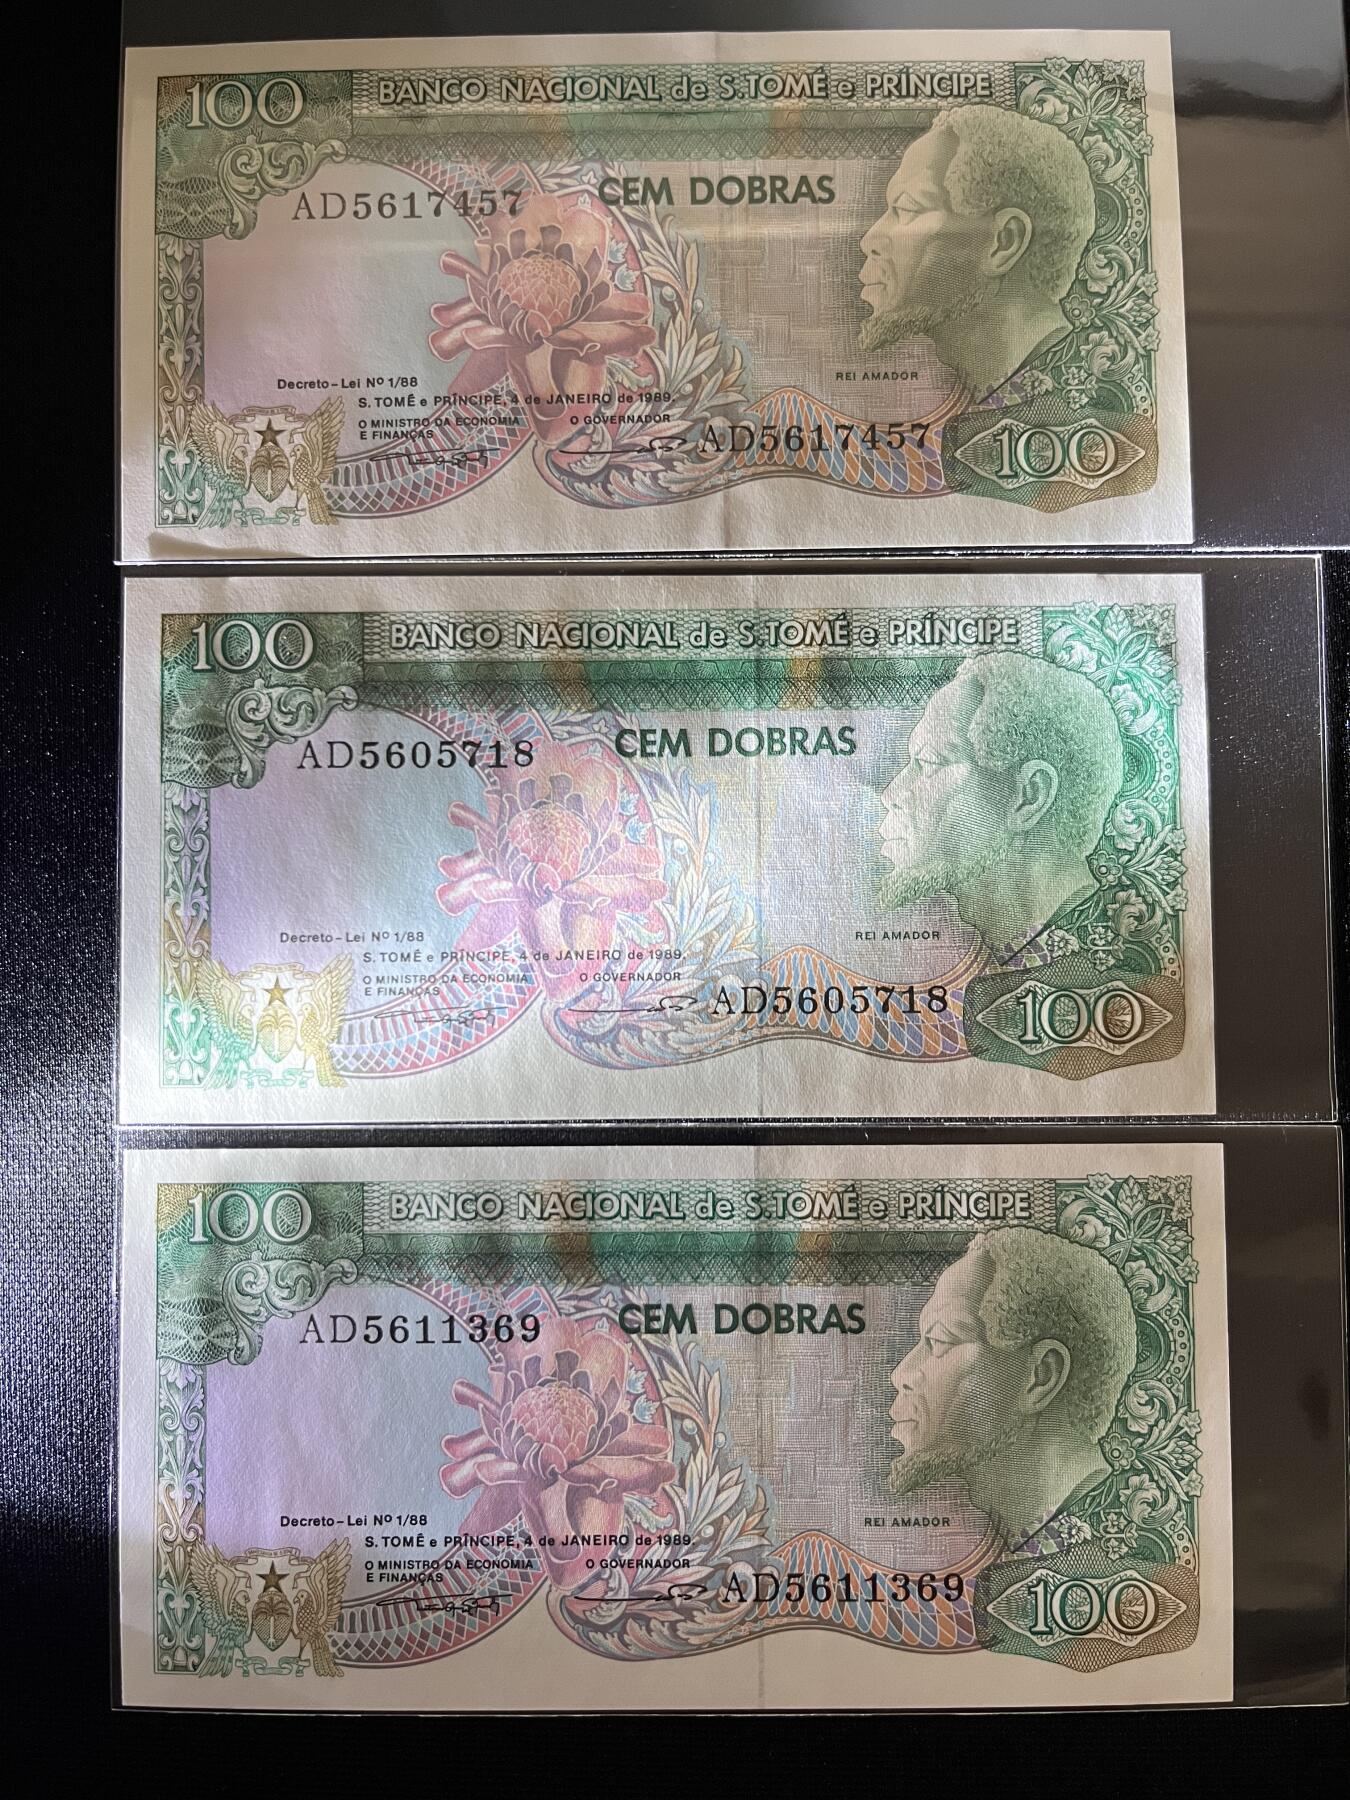 100 BANCO NACIONAL de S.TOMÉ e PRÍNCIPE
AD5617457 CEM DOBRAS
REI AMADOR
Decreto-Lei Nº 1/88
S. TOMÉ e PRÍNCIPE, 4 de JANEIRO de 1989.
O MINISTRO DA ECONOMIA O GOVERNADOR
E FINANÇAS
AD5617457 100
100 BANCO NACIONAL de S.TOMÉ e PRÍNCIPE
AD5605718 CEM DOBRAS
REI AMADOR
Decreto-Lei Nº 1/88
S. TOMÉ e PRÍNCIPE, 4 de JANEIRO de 1989.
O MINISTRO DA ECONOMIA O GOVERNADOR
E FINANÇAS
AD5605718 100
100 BANCO NACIONAL de S.TOMÉ e PRÍNCIPE
AD5611369 CEM DOBRAS
REI AMADOR
Decreto-Lei Nº 1/88
S. TOMÉ e PRÍNCIPE, 4 de JANEIRO de 1989.
O MINISTRO DA ECONOMIA O GOVERNADOR
E FINANÇAS
AD5611369 100